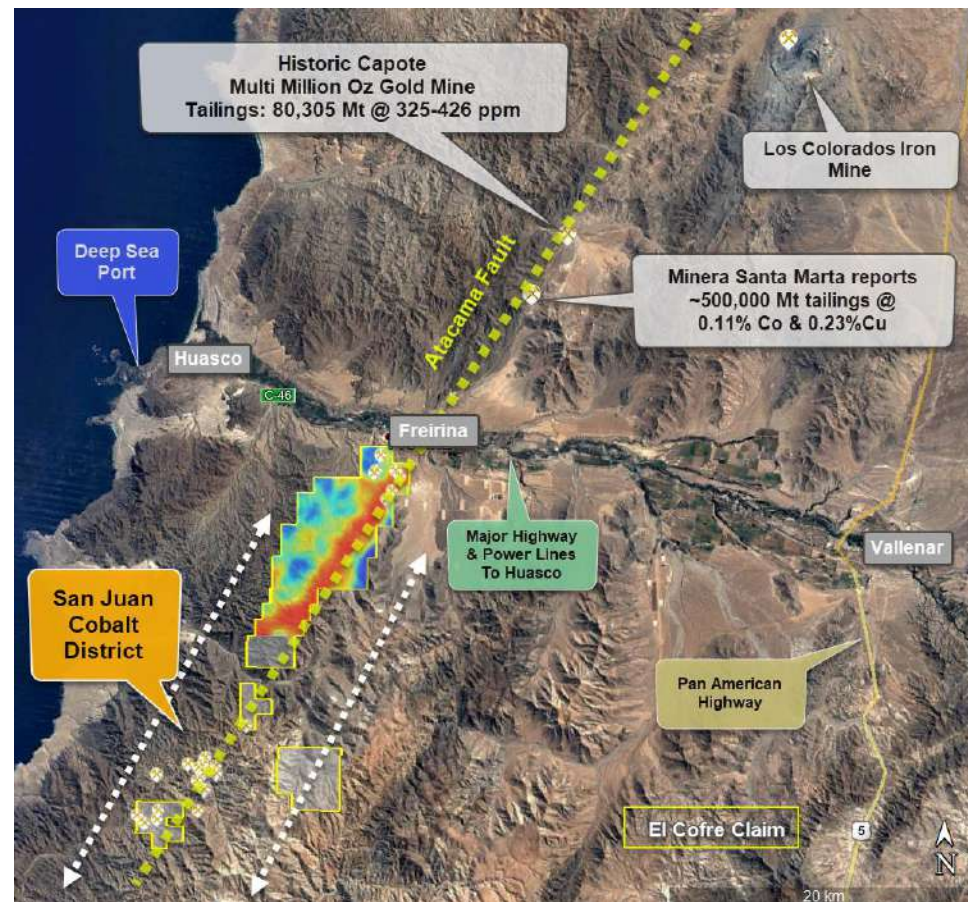 Historic Capote
Multi Million Oz Gold Mine
Tailings: 80,305 Mt @ 325-426 ppm
Los Colorados Iron
Mine
Deep Sea
Port
Atacama Fault
Minera Santa Marta reports
~500,000 Mt tailings @
0.11% Co & 0.23%Cu
Huasco
C-46
Freirina
Major Highway
& Power Lines
To Huasco
Vallenar
San Juan
Cobalt
District
Pan American
Highway
El Cofre Claim
5
N
20 km